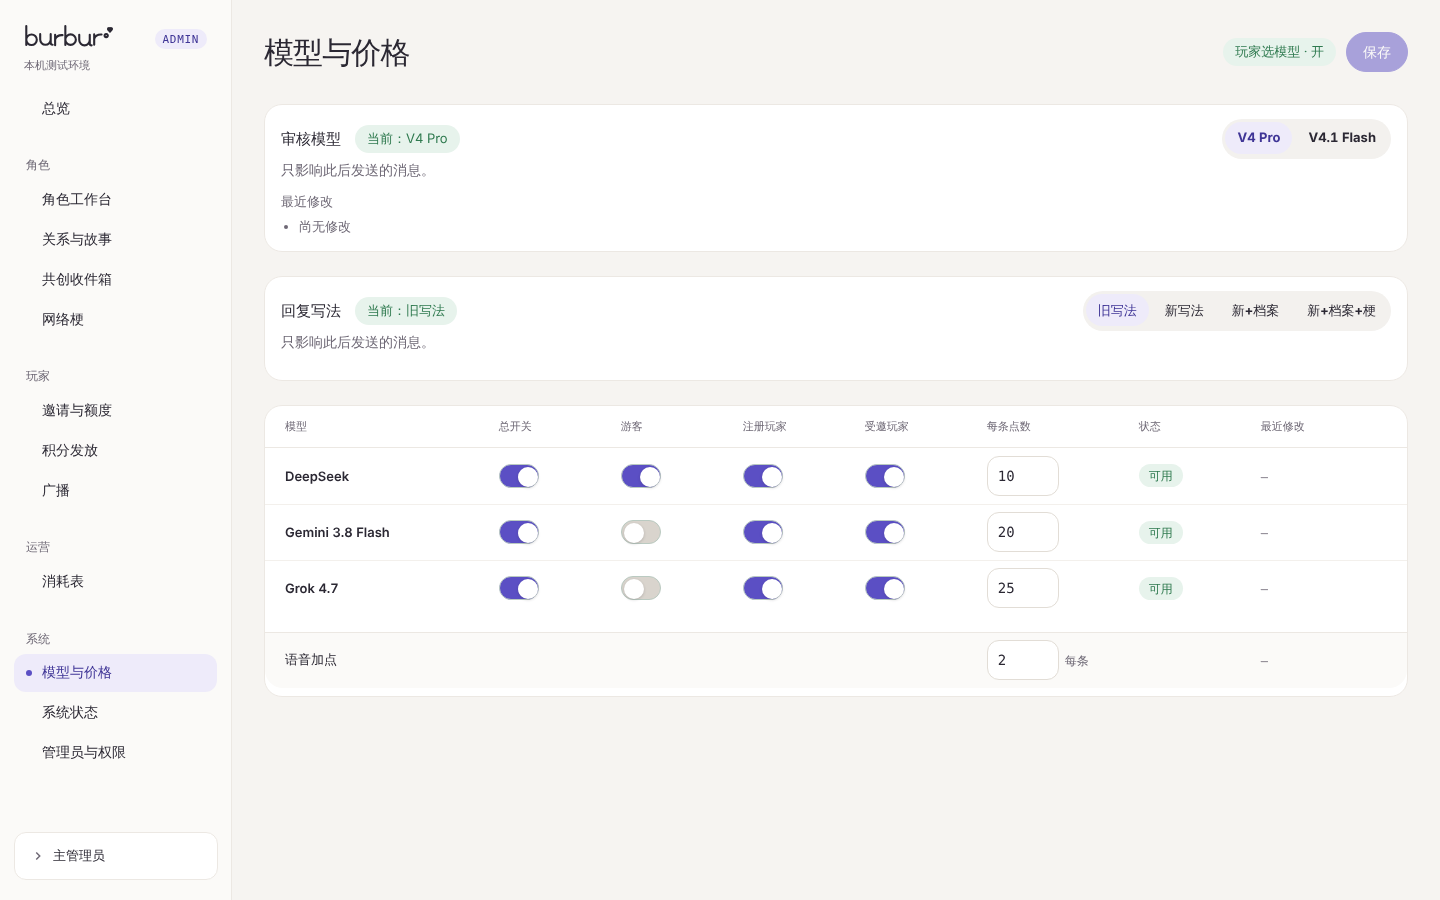 burbur
ADMIN
本机测试环境
总览
角色
角色工作台
关系与故事
共创收件箱
网络梗
玩家
邀请与额度
积分发放
广播
运营
消耗表
系统
模型与价格
系统状态
管理员与权限
主管理员
模型与价格
玩家选模型 · 开
保存
审核模型 当前：V4 Pro
V4 Pro V4.1 Flash
只影响此后发送的消息。
最近修改
• 尚无修改
回复写法 当前：旧写法
旧写法 新写法 新+档案 新+档案+梗
只影响此后发送的消息。
模型 总开关 游客 注册玩家 受邀玩家 每条点数 状态 最近修改
DeepSeek 10 可用 –
Gemini 3.8 Flash 20 可用 –
Grok 4.7 25 可用 –
语音加点 2 每条 –